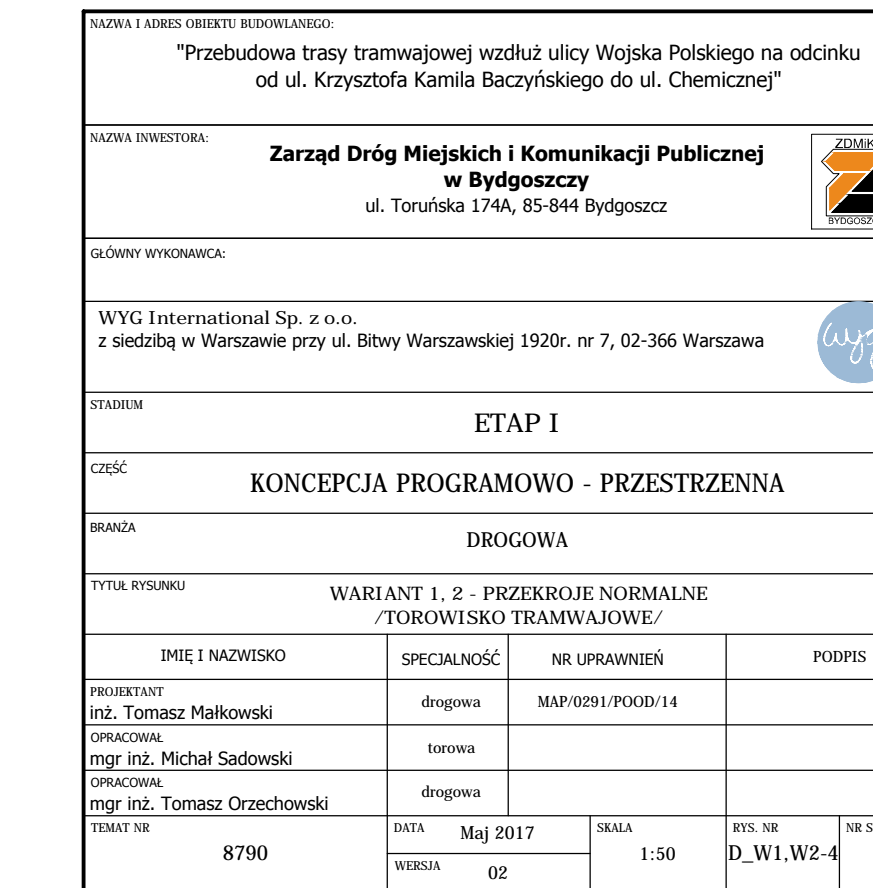 NAZWA I ADRES OBIEKTU BUDOWLANEGO:
"Przebudowa trasy tramwajowej wzdłuż ulicy Wojska Polskiego na odcinku
od ul. Krzysztofa Kamila Baczyńskiego do ul. Chemicznej"
NAZWA INWESTORA:
Zarząd Dróg Miejskich i Komunikacji Publicznej
w Bydgoszczy
ul. Toruńska 174A, 85-844 Bydgoszcz
GŁÓWNY WYKONAWCA:
WYG International Sp. z o.o.
z siedzibą w Warszawie przy ul. Bitwy Warszawskiej 1920r. nr 7, 02-366 Warszawa
STADIUM
ETAP I
CZĘŚĆ
KONCEPCJA PROGRAMOWO - PRZESTRZENNA
BRANŻA
DROGOWA
TYTUŁ RYSUNKU
WARIANT 1, 2 - PRZEKROJE NORMALNE
/TOROWISKO TRAMWAJOWE/
IMIĘ I NAZWISKO SPECJALNOŚĆ NR UPRAWNIEŃ PODPIS
PROJEKTANT
inż. Tomasz Małkowski drogowa MAP/0291/POOD/14
OPRACOWAŁ
mgr inż. Michał Sadowski torowa
OPRACOWAŁ
mgr inż. Tomasz Orzechowski drogowa
TEMAT NR DATA SKALA RYS. NR NR
8790 Maj 2017 1:50 D_W1,W2-4
WERSJA 02